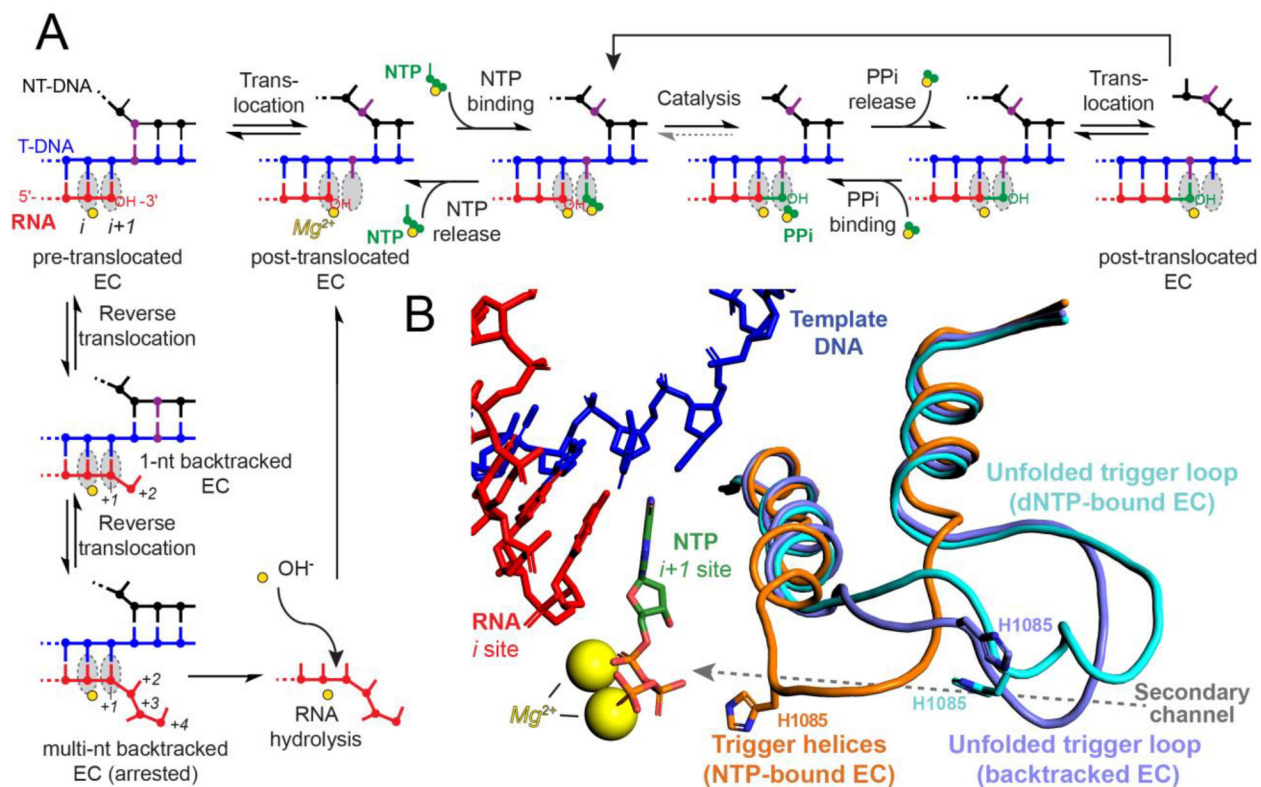 A
NT-DNA
T-DNA
5'-
RNA
i
i+1
OH -3'
pre-translocated
EC
Trans-
location
OH
Mg2+
post-translocated
EC
NTP
NTP
binding
NTP
NTP
release
OH
Catalysis
OH
PPi
PPi
release
PPi
binding
OH
Trans-
location
OH
post-translocated
EC
Reverse
translocation
1-nt backtracked
EC
+1
+2
Reverse
translocation
+1
+2
+3
+4
multi-nt backtracked
EC (arrested)
OH-
RNA
hydrolysis
B
Template
DNA
NTP
i+1 site
RNA
i site
Mg2+
Unfolded trigger loop
(dNTP-bound EC)
H1085
H1085
H1085
Secondary
channel
Trigger helices
(NTP-bound EC)
Unfolded trigger loop
(backtracked EC)